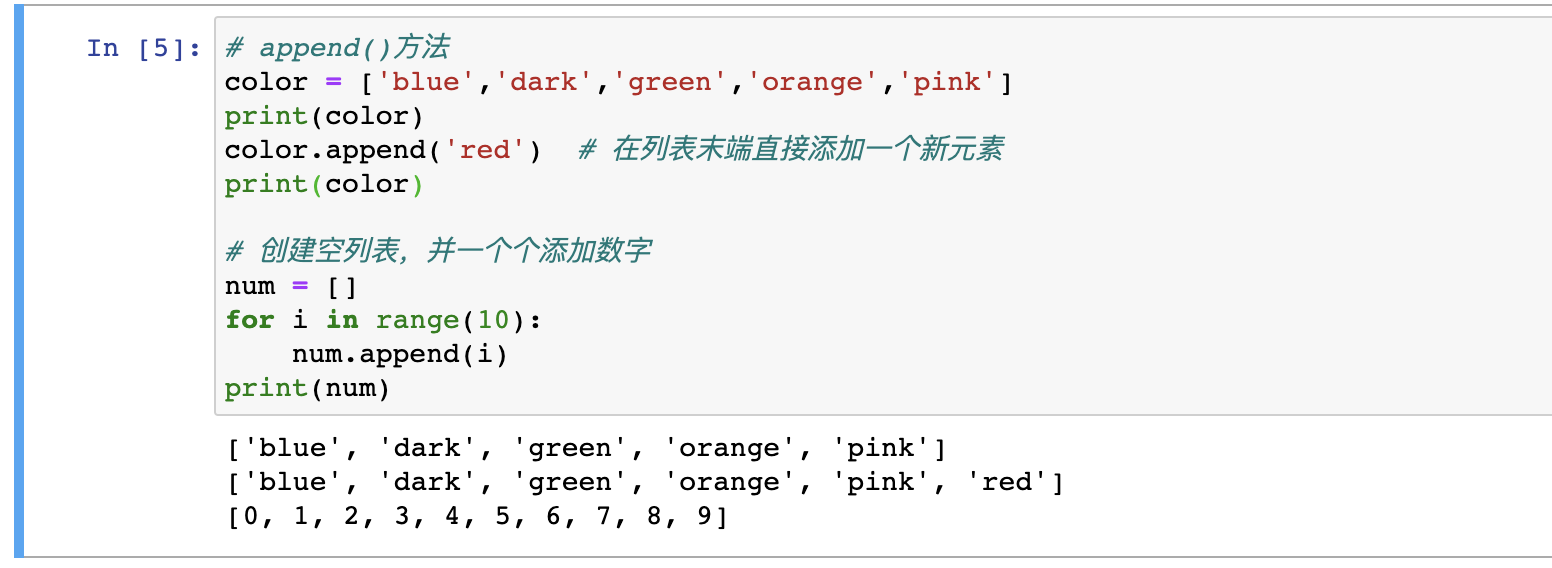 In [5]: # append()方法
color = ['blue','dark','green','orange','pink']
print(color)
color.append('red')  # 在列表末端直接添加一个新元素
print(color)
# 创建空列表，并一个个添加数字
num = []
for i in range(10):
    num.append(i)
print(num)
['blue', 'dark', 'green', 'orange', 'pink']
['blue', 'dark', 'green', 'orange', 'pink', 'red']
[0, 1, 2, 3, 4, 5, 6, 7, 8, 9]